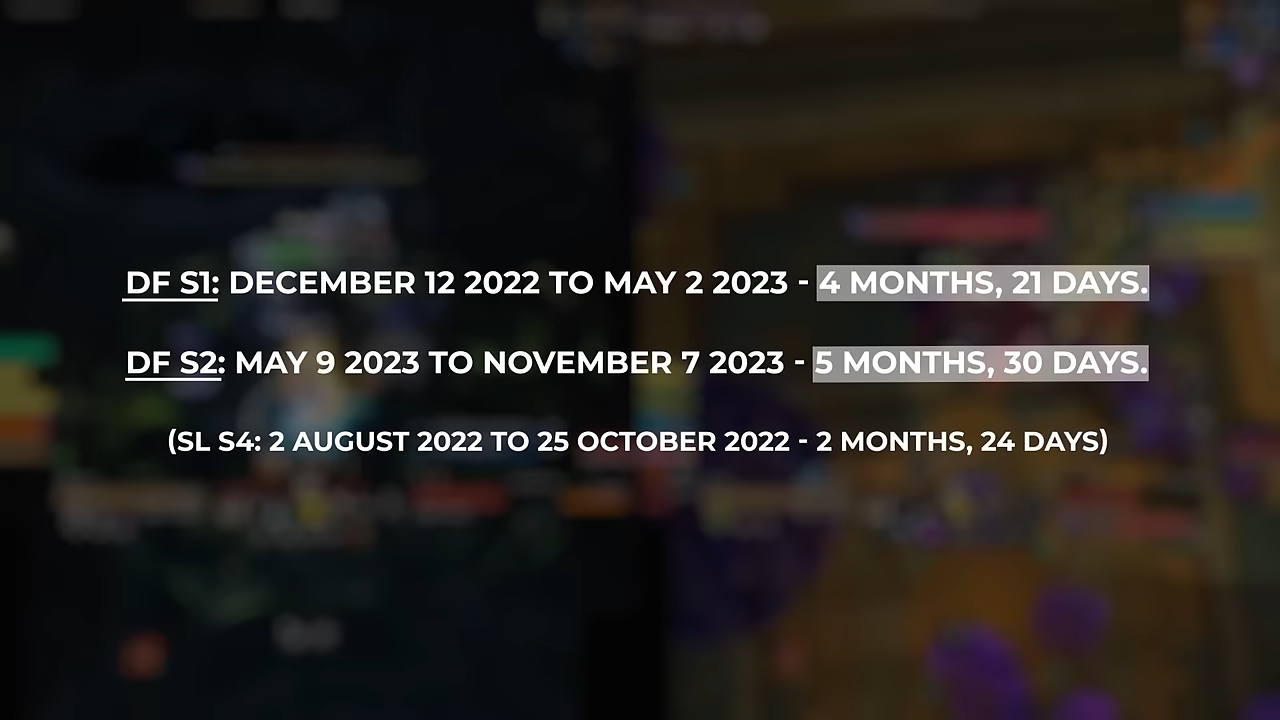 DF S1: DECEMBER 12 2022 TO MAY 2 2023 - 4 MONTHS, 21 DAYS.
DF S2: MAY 9 2023 TO NOVEMBER 7 2023 - 5 MONTHS, 30 DAYS.
(SL S4: 2 AUGUST 2022 TO 25 OCTOBER 2022 - 2 MONTHS, 24 DAYS)